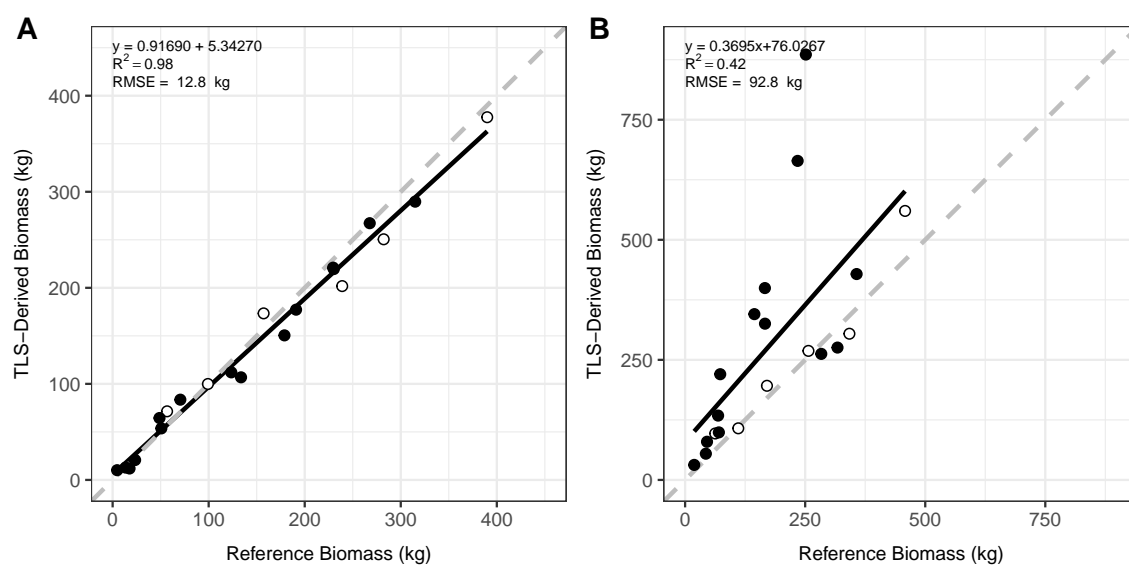 A
y = 0.91690 + 5.34270
R² = 0.98
RMSE = 12.8 kg
400
300
200
100
0
0 100 200 300 400
TLS−Derived Biomass (kg)
Reference Biomass (kg)
B
y = 0.3695x+76.0267
R² = 0.42
RMSE = 92.8 kg
750
500
250
0
0 250 500 750
TLS−Derived Biomass (kg)
Reference Biomass (kg)